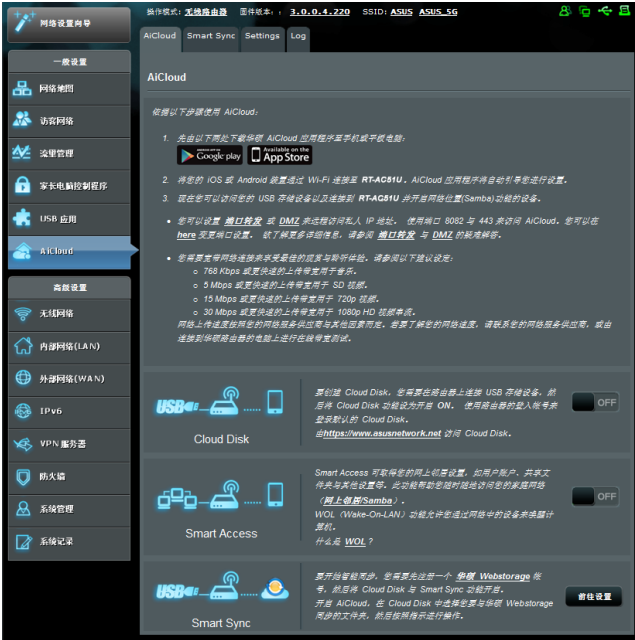 网络设置向导
操作模式: 无线路由器 固件版本: : 3.0.0.4.220 SSID: ASUS ASUS_5G
AiCloud Smart Sync Settings Log
一般设置
网络地图
访客网络
流量管理
家长电脑控制程序
USB 应用
AiCloud
高级设置
无线网络
内部网络(LAN)
外部网络(WAN)
IPv6
VPN 服务器
防火墙
系统管理
系统记录
AiCloud
依据以下步骤使用 AiCloud:
1. 先由以下两处下载华硕 AiCloud 应用程序至手机或平板电脑:
ANDROID APP ON Google play Available on the App Store
2. 将您的 iOS 或 Android 装置通过 Wi-Fi 连接至 RT-AC51U。AiCloud 应用程序将自动引导您进行设置。
3. 现在您可以访问您的 USB 存储设备以及连接到 RT-AC51U 并开启网络位置(Samba)功能的设备。
• 您可以设置 端口转发 或 DMZ 来远程访问私人 IP 地址。 使用端口 8082 与 443 来访问 AiCloud。您可以在
here 变更端口设置。 欲了解更多详细信息，请参阅 端口转发 与 DMZ 的疑难解答。
• 您需要宽带网络连接来享受最佳的观赏与聆听体验。请参阅以下建议设定:
○ 768 Kbps 或更快速的上传带宽用于音乐。
○ 5 Mbps 或更快速的上传带宽用于 SD 视频。
○ 15 Mbps 或更快速的上传带宽用于 720p 视频。
○ 30 Mbps 或更快速的上传带宽用于 1080p HD 视频串流。
网络上传速度按照您的网络服务供应商与其他因素而定。若要了解您的网络速度，请联系您的网络服务供应商，或由
连接到华硕路由器的电脑上进行在线带宽测试。
USB
Cloud Disk
要创建 Cloud Disk，您需要在路由器上连接 USB 存储设备，然
后将 Cloud Disk 功能设为开启 ON。 使用路由器的登入帐号来
登录默认的 Cloud Disk。
由https://www.asusnetwork.net 访问 Cloud Disk。
OFF
Smart Access
Smart Access 可取得您的网上邻居设置，如用户账户、共享文
件夹与其他设置等。此功能帮助您随时随地访问您的家庭网络
（网上邻居/Samba）。
WOL（Wake-On-LAN）功能允许您通过网络中的设备来唤醒计
算机。
什么是 WOL？
OFF
USB
Smart Sync
要开始智能同步，您需要先注册一个 华硕 Webstorage 帐
号，然后将 Cloud Disk 与 Smart Sync 功能开启。
开启 AiCloud，在 Cloud Disk 中选择您要与华硕 Webstorage
同步的文件夹，然后按照指示进行操作。
前往设置